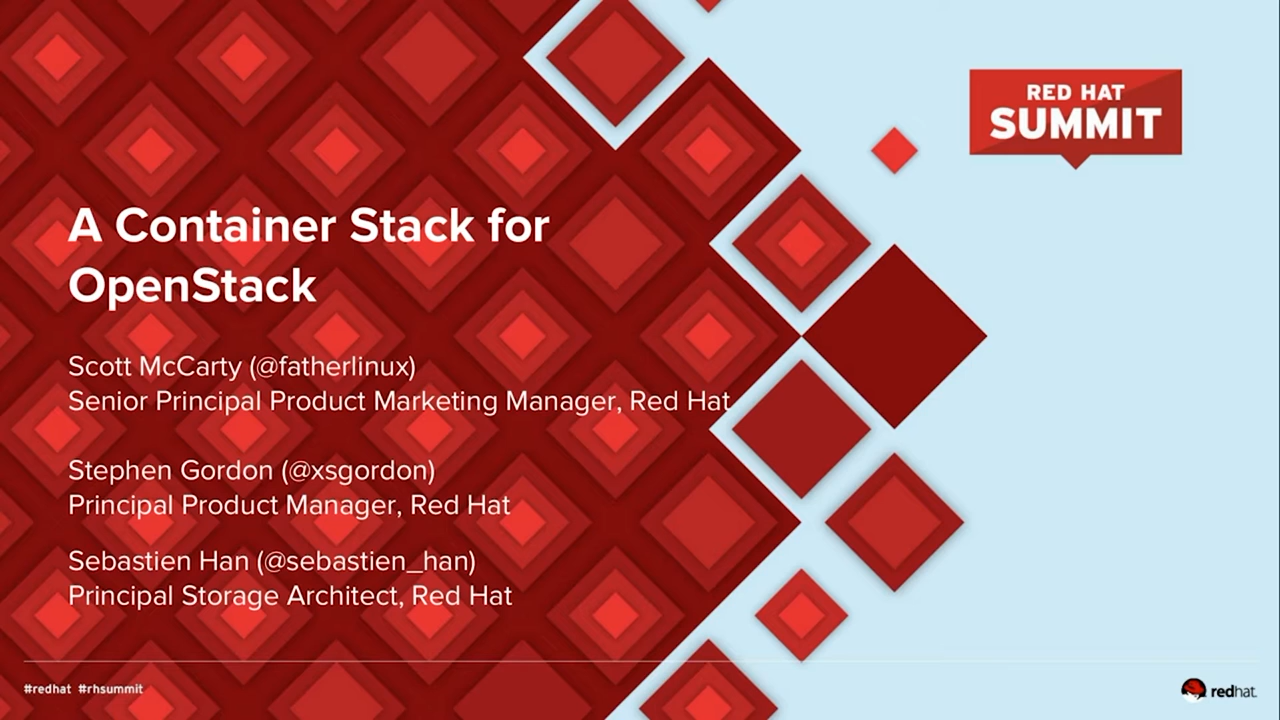 RED HAT
SUMMIT
A Container Stack for
OpenStack
Scott McCarty (@fatherlinux)
Senior Principal Product Marketing Manager, Red Hat
Stephen Gordon (@xsgordon)
Principal Product Manager, Red Hat
Sebastien Han (@sebastien_han)
Principal Storage Architect, Red Hat
#redhat #rhsummit
redhat.